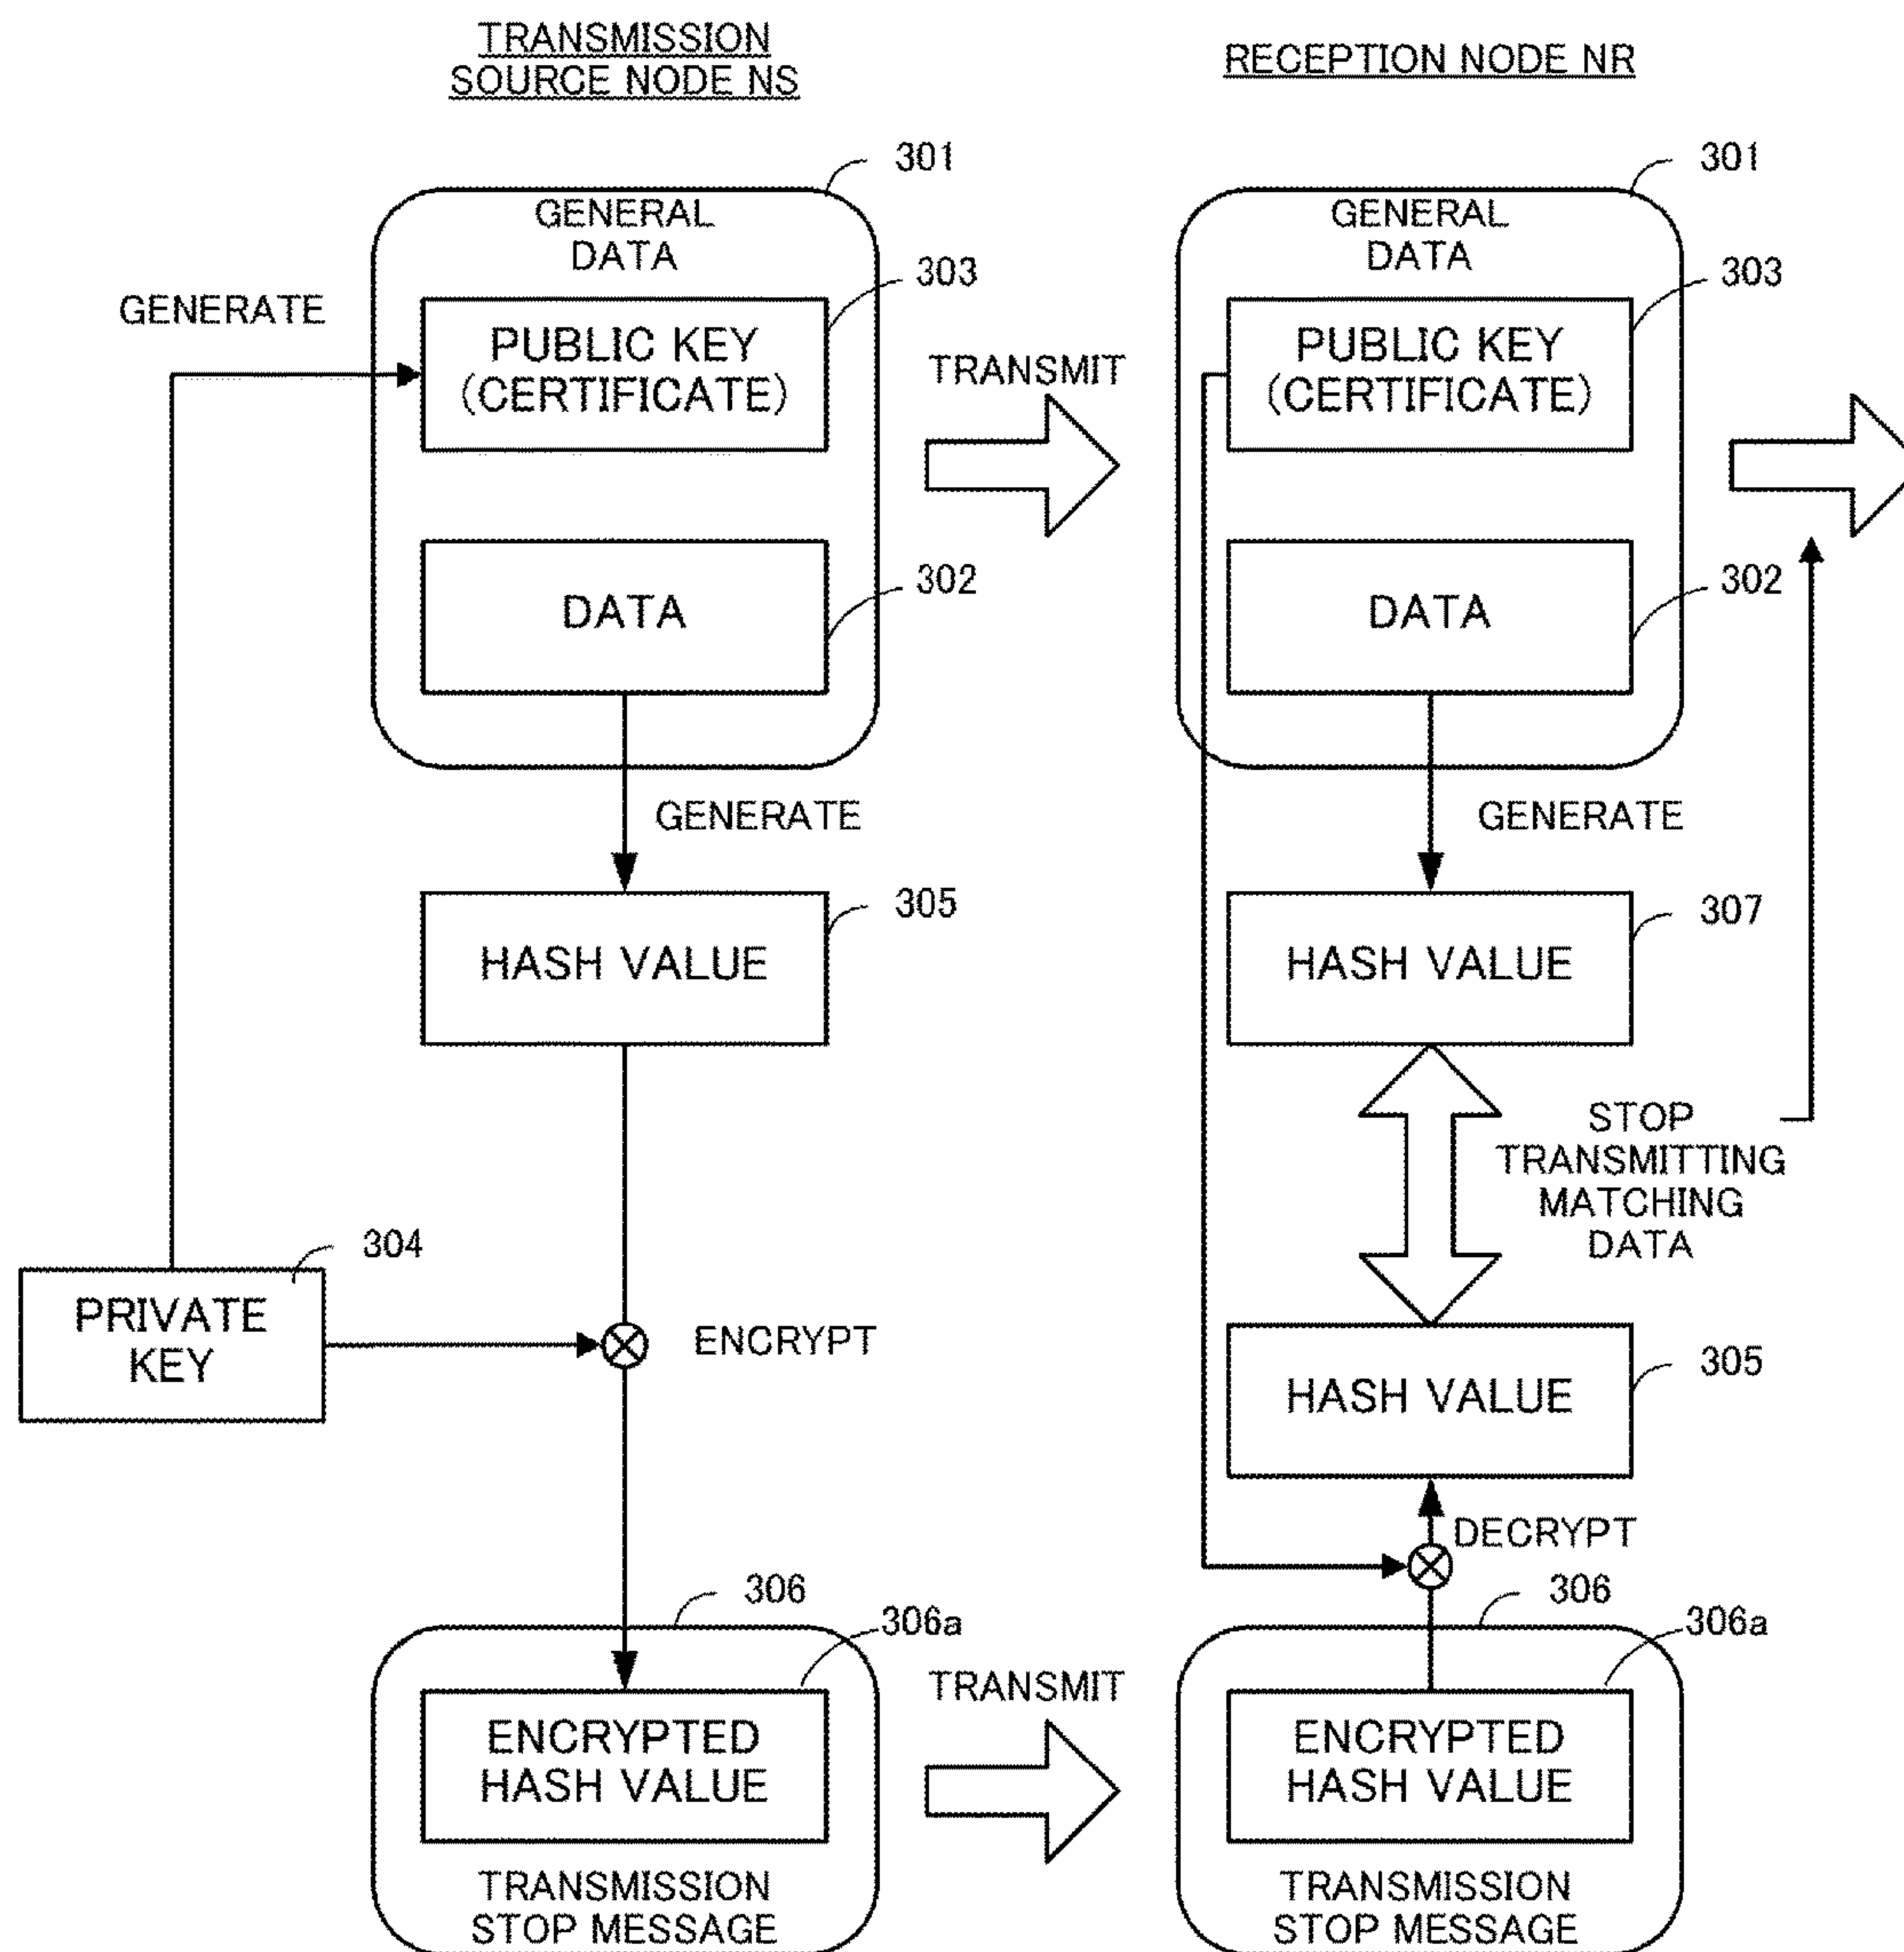 TRANSMISSION
SOURCE NODE NS
RECEPTION NODE NR
301
301
GENERAL
DATA
GENERAL
DATA
303
303
GENERATE
PUBLIC KEY
(CERTIFICATE)
TRANSMIT
PUBLIC KEY
(CERTIFICATE)
302
302
DATA
DATA
GENERATE
GENERATE
305
307
HASH VALUE
HASH VALUE
STOP
TRANSMITTING
MATCHING
DATA
304
PRIVATE
KEY
ENCRYPT
305
HASH VALUE
DECRYPT
306
306
306a
306a
TRANSMIT
ENCRYPTED
HASH VALUE
ENCRYPTED
HASH VALUE
TRANSMISSION
STOP MESSAGE
TRANSMISSION
STOP MESSAGE